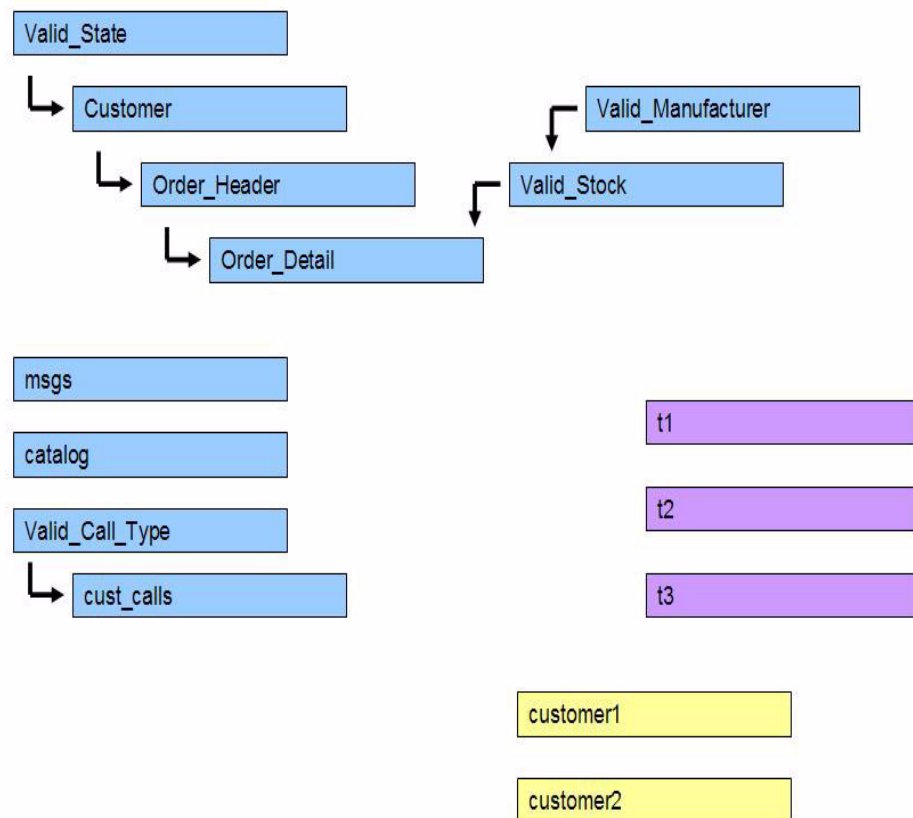 Valid_State
Customer
Valid_Manufacturer
Order_Header
Valid_Stock
Order_Detail
msgs
catalog
Valid_Call_Type
cust_calls
t1
t2
t3
customer1
customer2